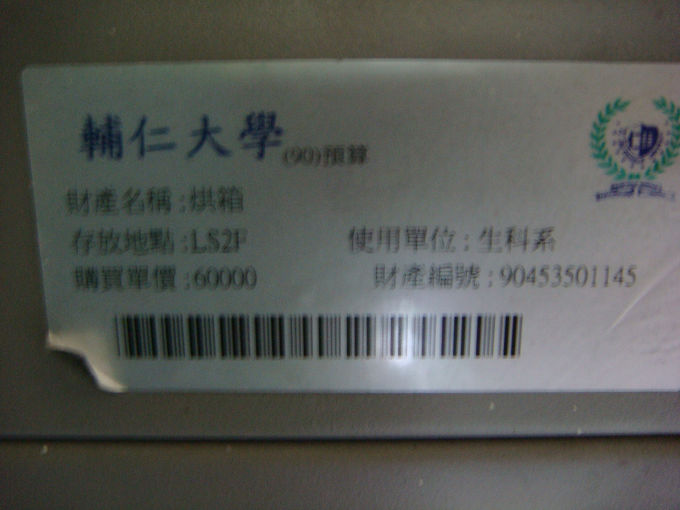 輔仁大學 (90)預算
財產名稱:烘箱
存放地點:LS2F 使用單位:生科系
購買單價:60000 財產編號:90453501145